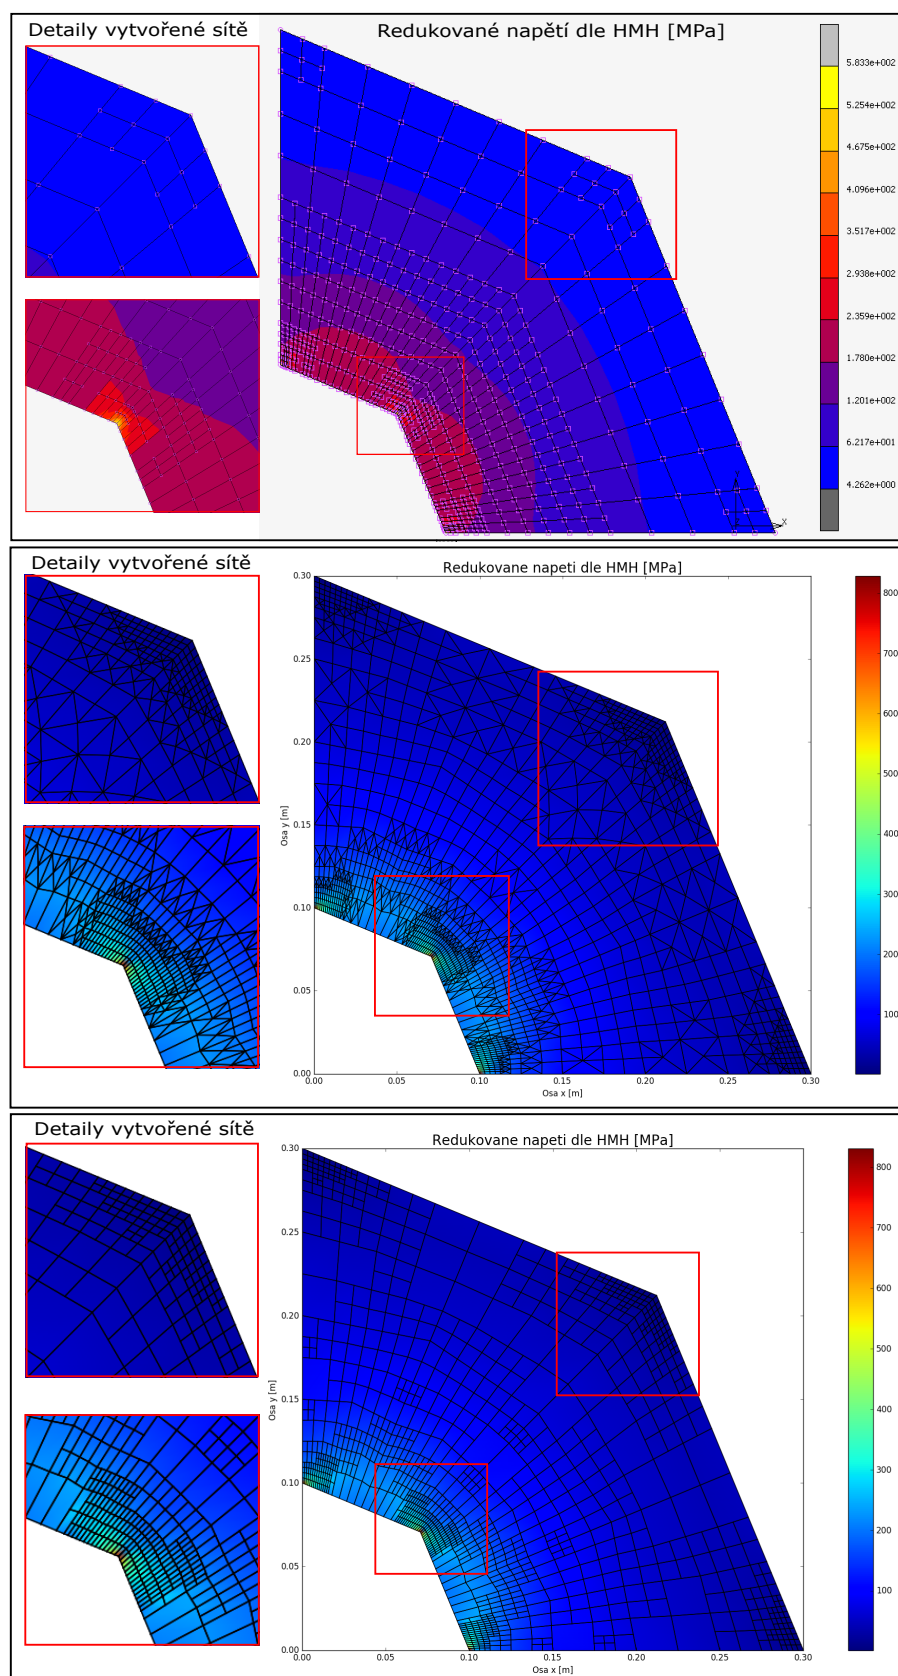 Detaily vytvořené sítě
Redukované napětí dle HMH [MPa]
5.833e+002
5.254e+002
4.675e+002
4.096e+002
3.517e+002
2.938e+002
2.359e+002
1.780e+002
1.201e+002
6.217e+001
4.262e+000
X
Detaily vytvořené sítě
Redukovane napeti dle HMH [MPa]
0.30
0.25
0.20
0.15
0.10
0.05
0.00
Osa y [m]
0.00 0.05 0.10 0.15 0.20 0.25 0.30
Osa x [m]
800
700
600
500
400
300
200
100
Detaily vytvořené sítě
Redukovane napeti dle HMH [MPa]
0.30
0.25
0.20
0.15
0.10
0.05
0.00
Osa y [m]
0.00 0.05 0.10 0.15 0.20 0.25 0.30
Osa x [m]
800
700
600
500
400
300
200
100